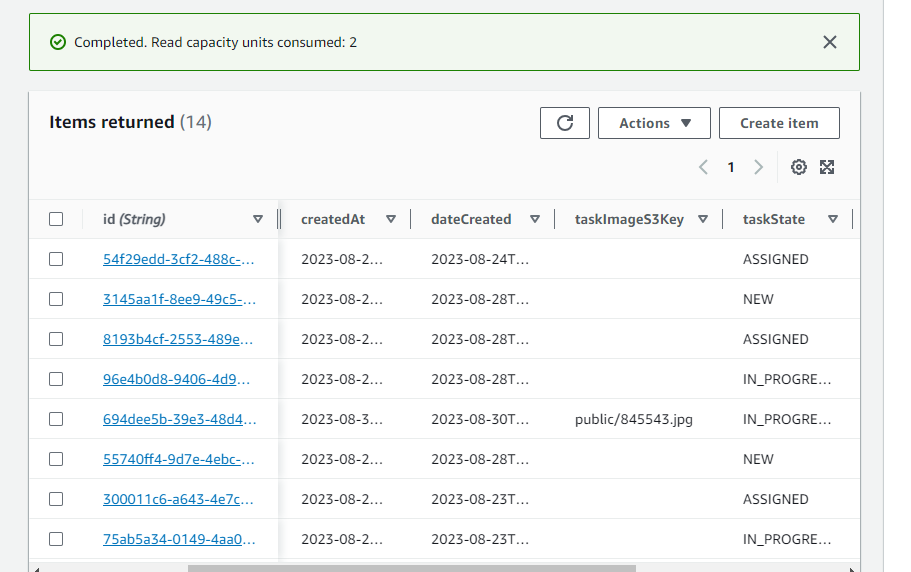 Completed. Read capacity units consumed: 2
Items returned (14)
Actions
Create item
1
id (String) createdAt dateCreated taskImageS3Key taskState
54f29edd-3cf2-488c-... 2023-08-2... 2023-08-24T... ASSIGNED
3145aa1f-8ee9-49c5-... 2023-08-2... 2023-08-28T... NEW
8193b4cf-2553-489e... 2023-08-2... 2023-08-28T... ASSIGNED
96e4b0d8-9406-4d9... 2023-08-2... 2023-08-28T... IN_PROGRE...
694dee5b-39e3-48d4... 2023-08-3... 2023-08-30T... public/845543.jpg IN_PROGRE...
55740ff4-9d7e-4ebc-... 2023-08-2... 2023-08-28T... NEW
300011c6-a643-4e7c... 2023-08-2... 2023-08-23T... ASSIGNED
75ab5a34-0149-4aa0... 2023-08-2... 2023-08-23T... IN_PROGRE...